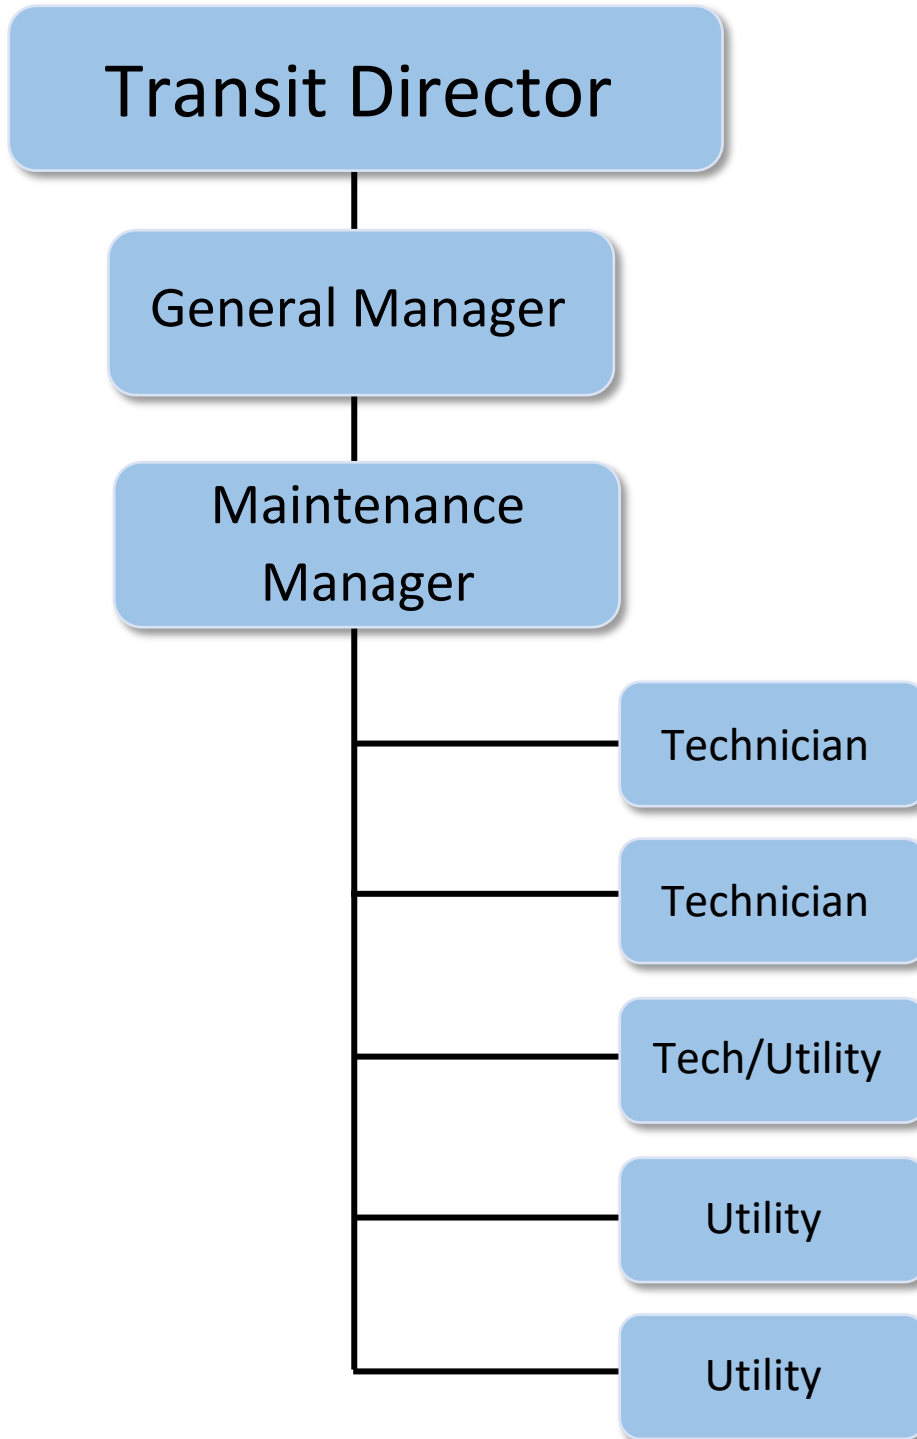 Transit Director
General Manager
Maintenance
Manager
Technician
Technician
Tech/Utility
Utility
Utility